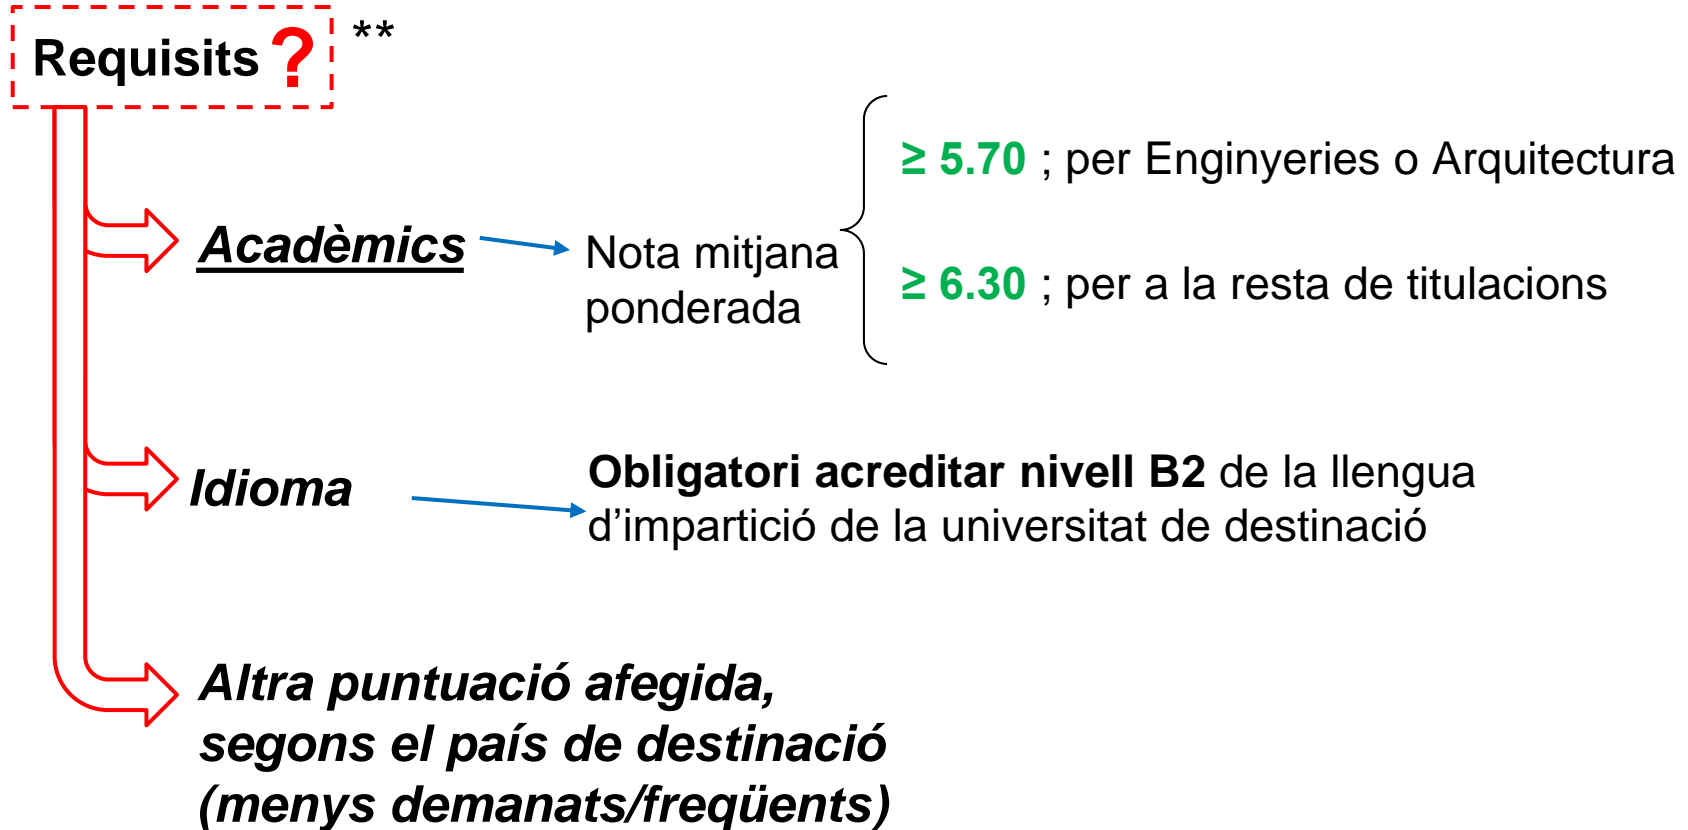 Requisits ? **
≥ 5.70 ; per Enginyeries o Arquitectura
Acadèmics
Nota mitjana
ponderada
≥ 6.30 ; per a la resta de titulacions
Idioma
Obligatori acreditar nivell B2 de la llengua
d’impartició de la universitat de destinació
Altra puntuació afegida,
segons el país de destinació
(menys demanats/freqüents)